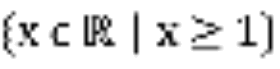 {x ∈ ℝ | x ≥ 1}